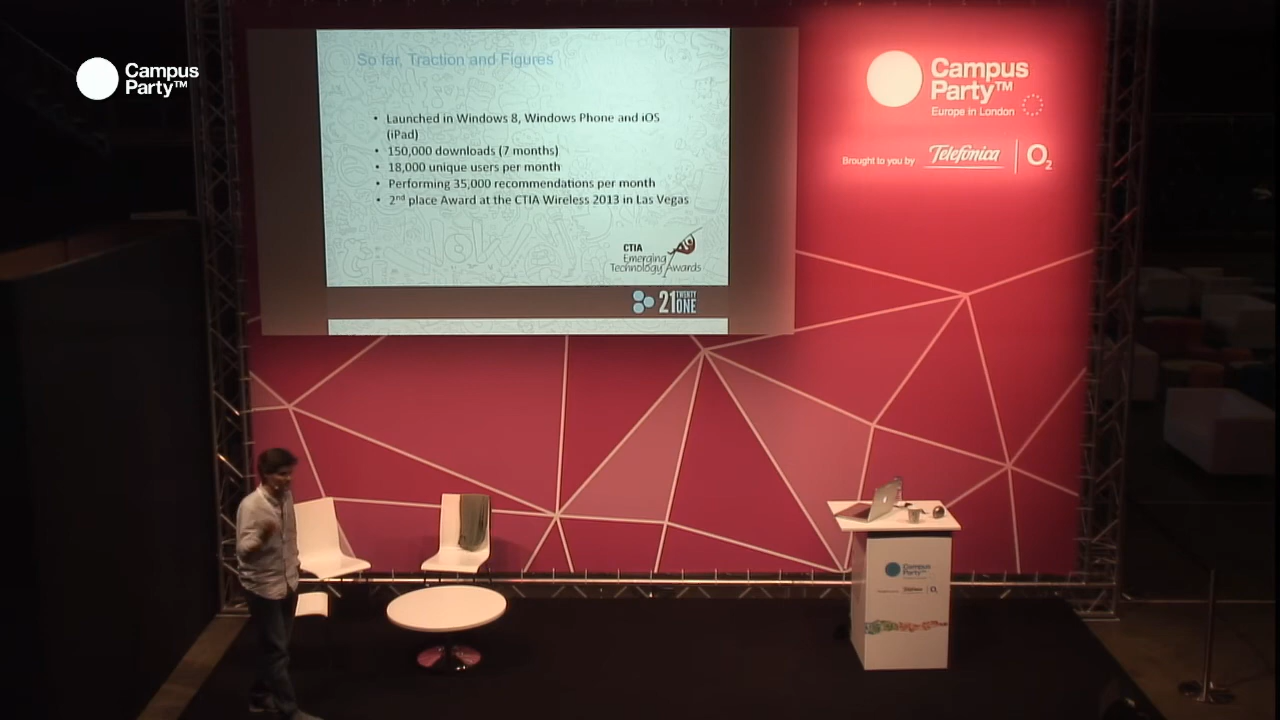 Campus
Party™
So far, Traction and Figures
• Launched in Windows 8, Windows Phone and iOS
(iPad)
• 150,000 downloads (7 months)
• 18,000 unique users per month
• Performing 35,000 recommendations per month
• 2nd place Award at the CTIA Wireless 2013 in Las Vegas
CTIA
Emerging
Technology Awards
21 TWENTY
ONE
Campus
Party™
Europe in London
Brought to you by Telefónica O2
Campus
Party™